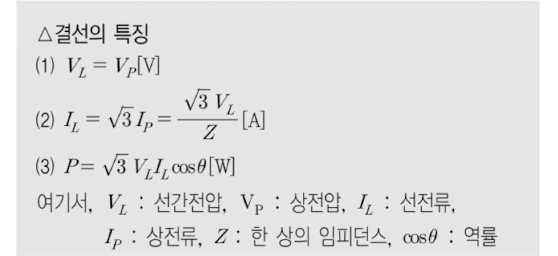 △결선의 특징
(1) V_L = V_P[V]
(2) I_L = √3 I_P = √3 V_L / Z [A]
(3) P = √3 V_L I_L cosθ[W]
여기서, V_L : 선간전압, V_P : 상전압, I_L : 선전류,
I_P : 상전류, Z : 한 상의 임피던스, cosθ : 역률